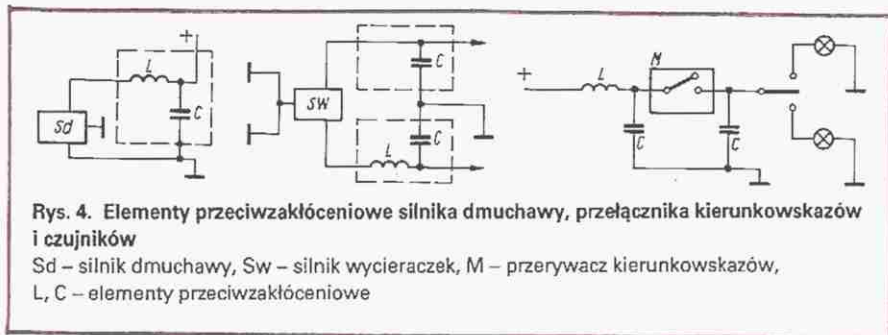 +
L
C
Sd
C
SW
C
L
+
L
M
C
C
Rys. 4. Elementy przeciwzakłóceniowe silnika dmuchawy, przełącznika kierunkowskazów
i czujników
Sd – silnik dmuchawy, Sw – silnik wycieraczek, M – przerywacz kierunkowskazów,
L, C – elementy przeciwzakłóceniowe